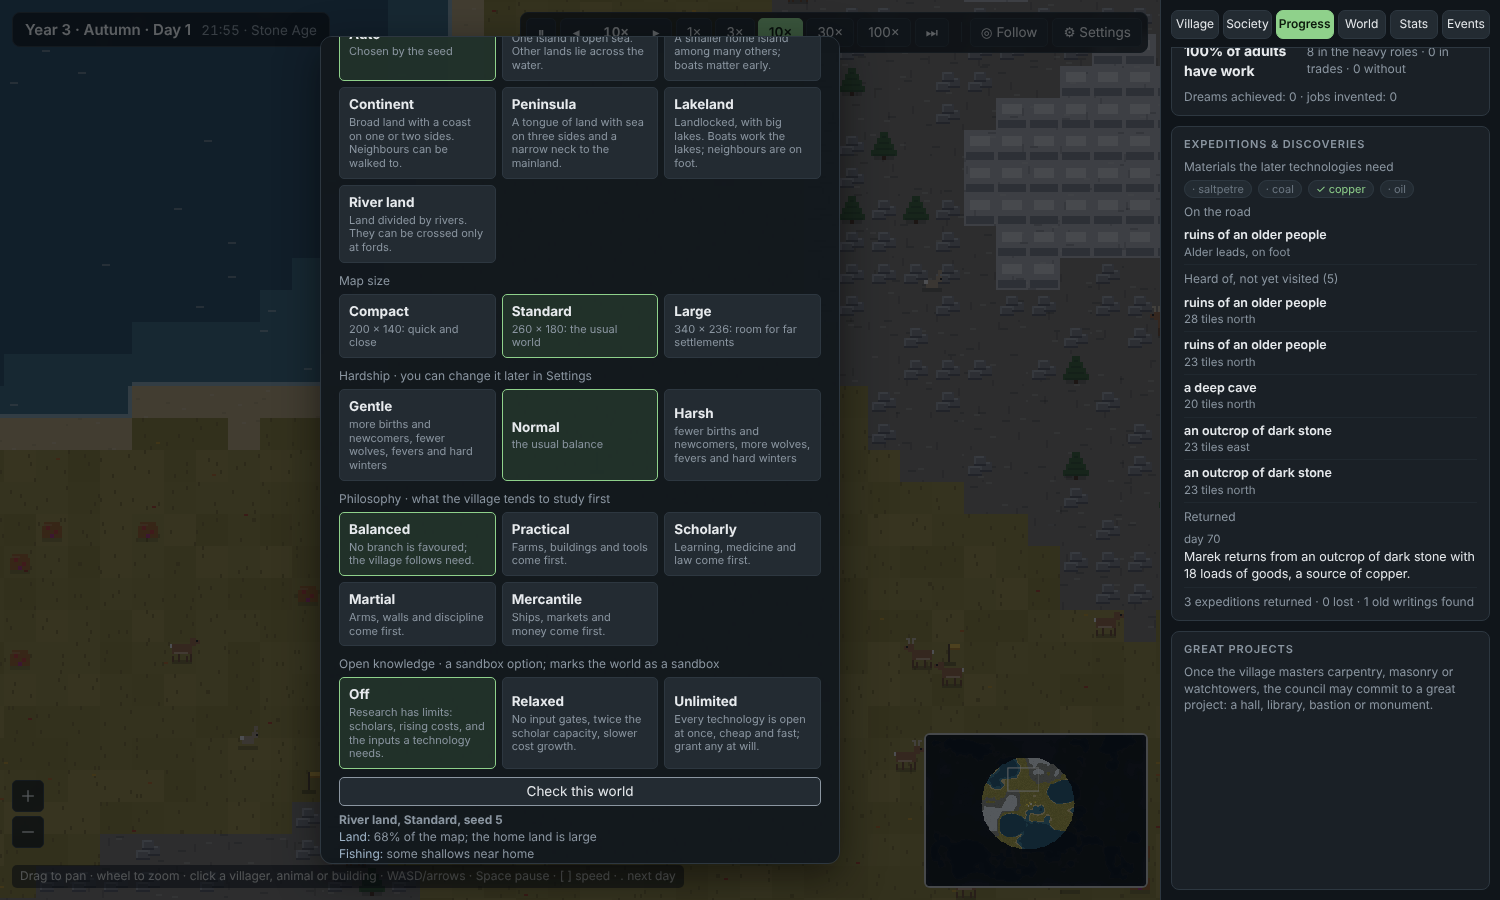 Year 3 · Autumn · Day 1 21:55 · Stone Age
10× 1× 3× 10× 30× 100× Follow Settings
Village Society Progress World Stats Events
Auto
Chosen by the seed
One island in open sea.
Other lands lie across the
water.
A smaller home island
among many others;
boats matter early.
Continent
Broad land with a coast
on one or two sides.
Neighbours can be
walked to.
Peninsula
A tongue of land with sea
on three sides and a
narrow neck to the
mainland.
Lakeland
Landlocked, with big
lakes. Boats work the
lakes; neighbours are on
foot.
River land
Land divided by rivers.
They can be crossed only
at fords.
Map size
Compact
200 × 140: quick and
close
Standard
260 × 180: the usual
world
Large
340 × 236: room for far
settlements
Hardship · you can change it later in Settings
Gentle
more births and
newcomers, fewer
wolves, fevers and hard
winters
Normal
the usual balance
Harsh
fewer births and
newcomers, more wolves,
fevers and hard winters
Philosophy · what the village tends to study first
Balanced
No branch is favoured;
the village follows need.
Practical
Farms, buildings and tools
come first.
Scholarly
Learning, medicine and
law come first.
Martial
Arms, walls and discipline
come first.
Mercantile
Ships, markets and
money come first.
Open knowledge · a sandbox option; marks the world as a sandbox
Off
Research has limits:
scholars, rising costs, and
the inputs a technology
needs.
Relaxed
No input gates, twice the
scholar capacity, slower
cost growth.
Unlimited
Every technology is open
at once, cheap and fast;
grant any at will.
Check this world
River land, Standard, seed 5
Land: 68% of the map; the home land is large
Fishing: some shallows near home
+
−
Drag to pan · wheel to zoom · click a villager, animal or building · WASD/arrows · Space pause · [ ] speed · . next day
100% of adults
have work
8 in the heavy roles · 0 in
trades · 0 without
Dreams achieved: 0 · jobs invented: 0
EXPEDITIONS & DISCOVERIES
Materials the later technologies need
· saltpetre · coal ✓ copper · oil
On the road
ruins of an older people
Alder leads, on foot
Heard of, not yet visited (5)
ruins of an older people
28 tiles north
ruins of an older people
23 tiles north
a deep cave
20 tiles north
an outcrop of dark stone
23 tiles east
an outcrop of dark stone
23 tiles north
Returned
day 70
Marek returns from an outcrop of dark stone with
18 loads of goods, a source of copper.
3 expeditions returned · 0 lost · 1 old writings found
GREAT PROJECTS
Once the village masters carpentry, masonry or
watchtowers, the council may commit to a great
project: a hall, library, bastion or monument.